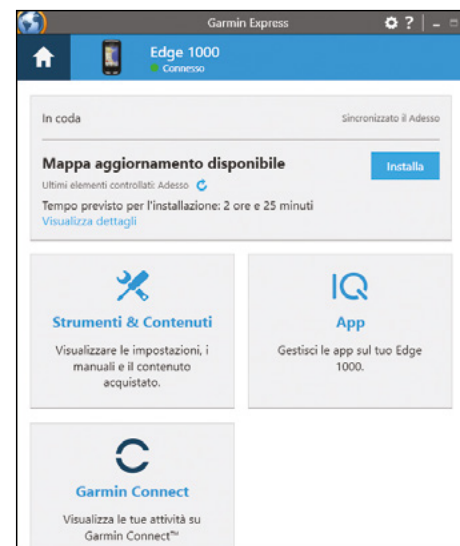 Garmin Express
?
Edge 1000
Connesso
In coda
Sincronizzato il Adesso
Mappa aggiornamento disponibile
Installa
Ultimi elementi controllati: Adesso
Tempo previsto per l'installazione: 2 ore e 25 minuti
Visualizza dettagli
Strumenti & Contenuti
Visualizzare le impostazioni, i
manuali e il contenuto
acquistato.
IQ
App
Gestisci le app sul tuo Edge
1000.
Garmin Connect
Visualizza le tue attività su
Garmin Connect™